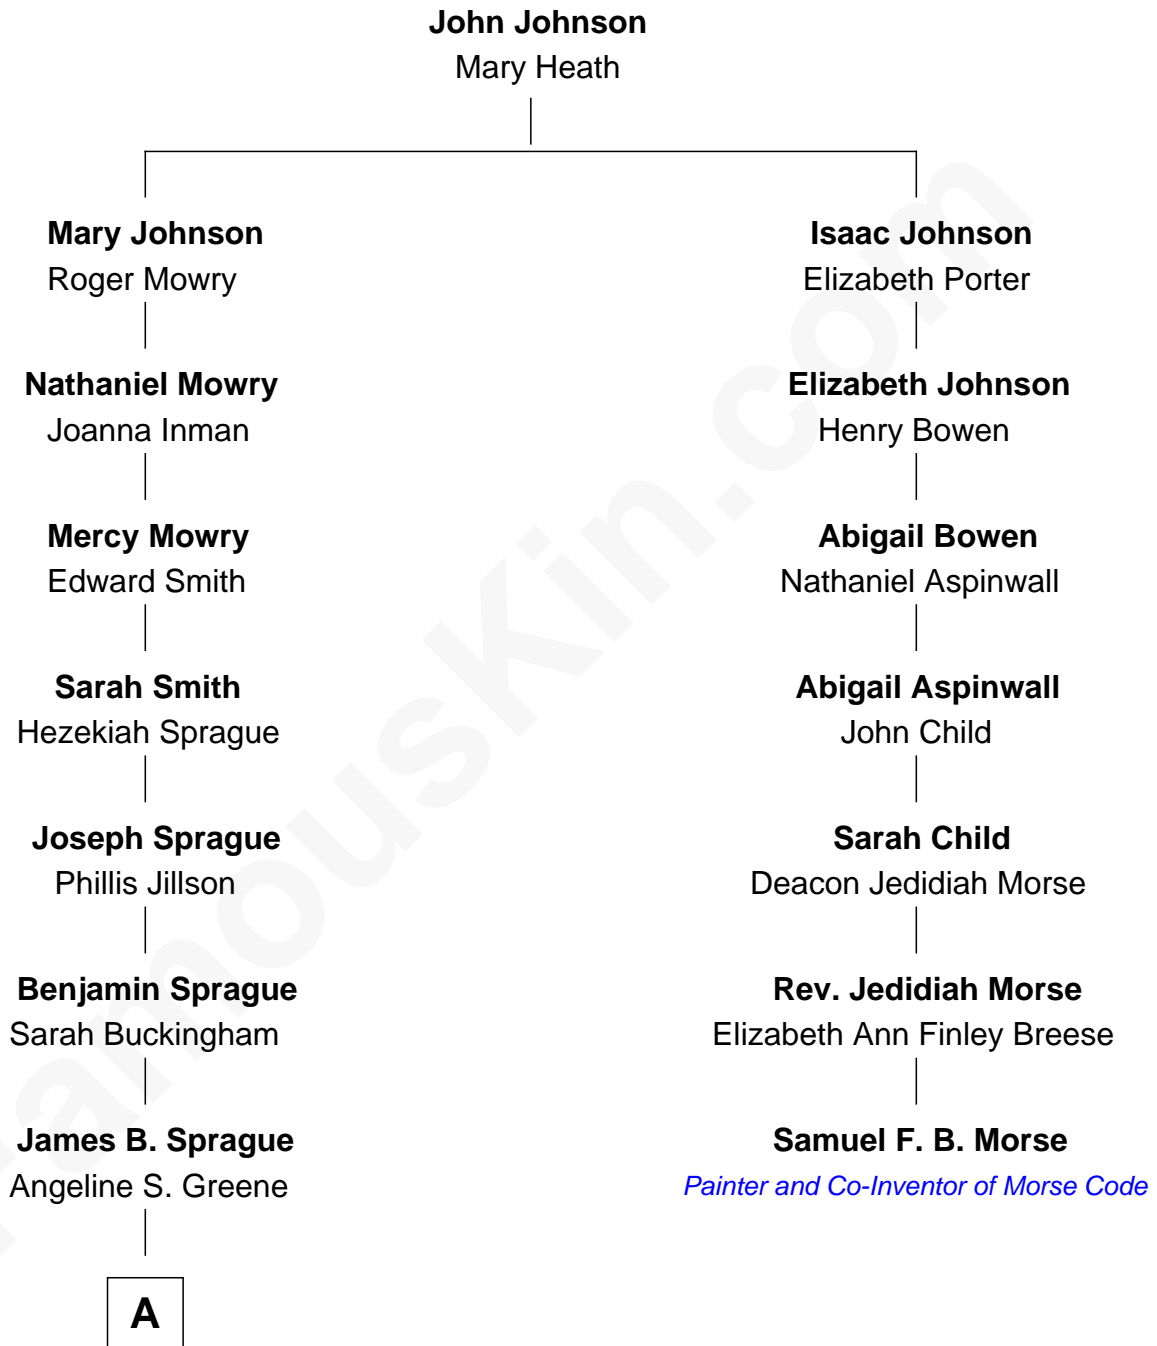 John Johnson
Mary Heath
Mary Johnson
Roger Mowry
Isaac Johnson
Elizabeth Porter
Nathaniel Mowry
Joanna Inman
Elizabeth Johnson
Henry Bowen
Mercy Mowry
Edward Smith
Abigail Bowen
Nathaniel Aspinwall
Sarah Smith
Hezekiah Sprague
Abigail Aspinwall
John Child
Joseph Sprague
Phillis Jillson
Sarah Child
Deacon Jedidiah Morse
Benjamin Sprague
Sarah Buckingham
Rev. Jedidiah Morse
Elizabeth Ann Finley Breese
James B. Sprague
Angeline S. Greene
Samuel F. B. Morse
Painter and Co-Inventor of Morse Code
A
FamousKin.com